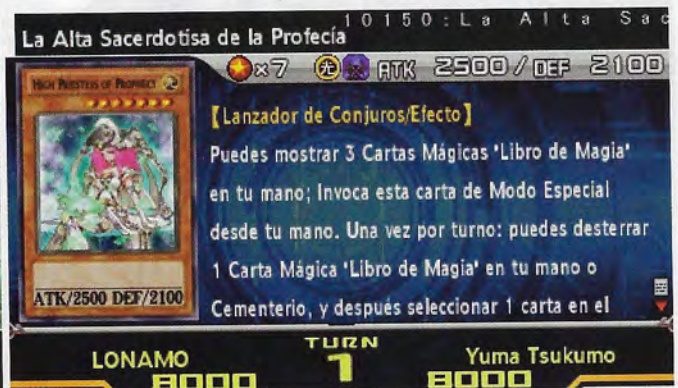 10150:La Alta Sac
La Alta Sacerdotisa de la Profecía
×7 光 ATK 2500/DEF 2100
HIGH PRIESTESS OF PROPHECY
ATK/2500 DEF/2100
【Lanzador de Conjuros/Efecto】
Puedes mostrar 3 Cartas Mágicas "Libro de Magia"
en tu mano; Invoca esta carta de Modo Especial
desde tu mano. Una vez por turno: puedes desterrar
1 Carta Mágica "Libro de Magia" en tu mano o
Cementerio, y después seleccionar 1 carta en el
LONAMO
8000
TURN
1
Yuma Tsukumo
8000